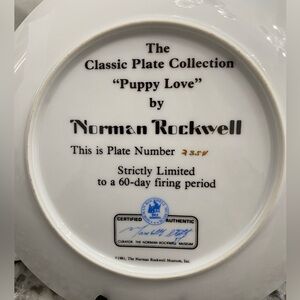 The
Classic Plate Collection
“Puppy Love”
by
Norman Rockwell
This is Plate Number
Strictly Limited
to a 60-day firing period
CERTIFIED AUTHENTIC
CURATOR THE NORMAN ROCKWELL MUSEUM
©1981, The Norman Rockwell Museum, Inc.